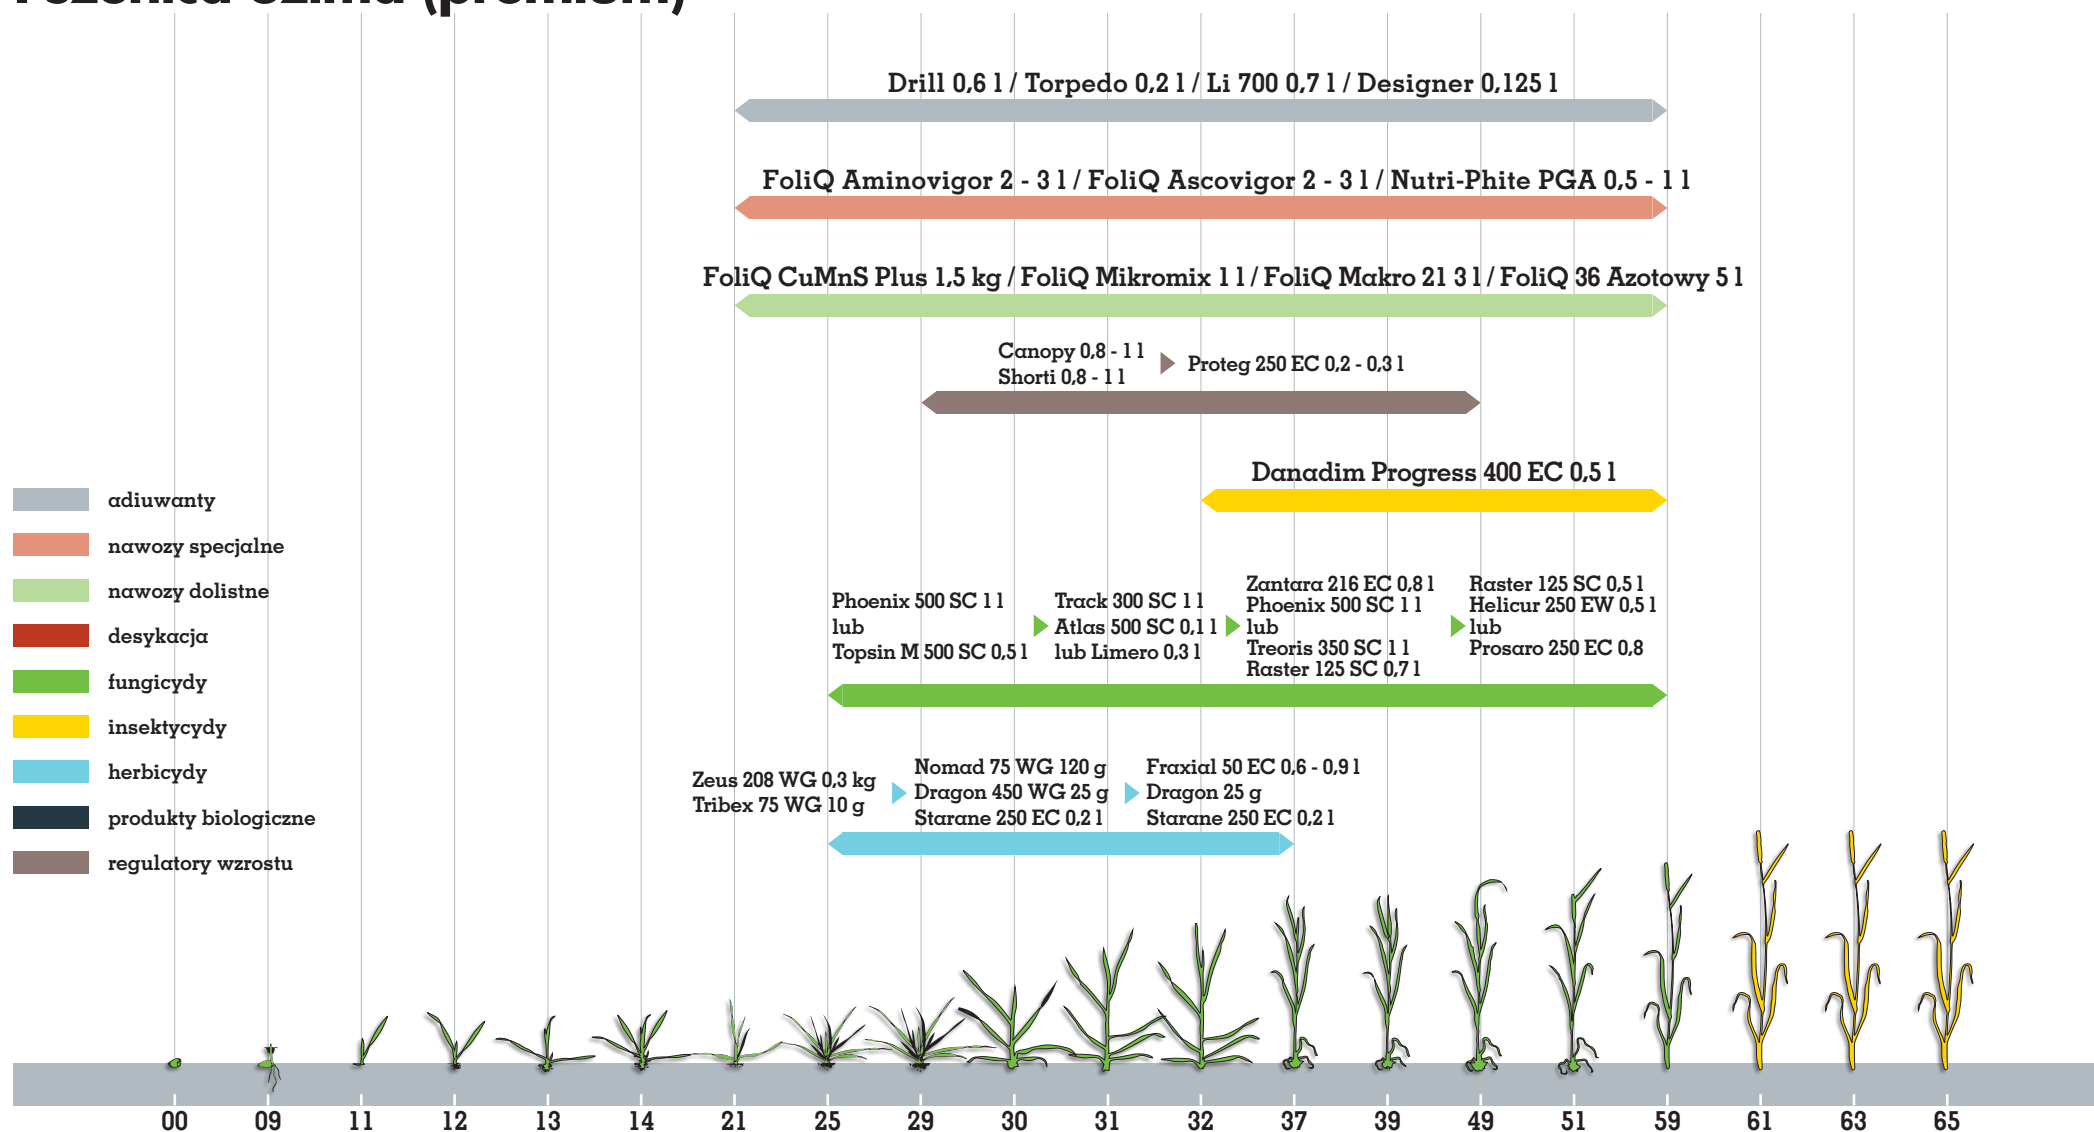 Drill 0,6 l / Torpedo 0,2 l / Li 700 0,7 l / Designer 0,125 l
FoliQ Aminovigor 2 - 3 l / FoliQ Ascovigor 2 - 3 l / Nutri-Phite PGA 0,5 - 1 l
FoliQ CuMnS Plus 1,5 kg / FoliQ Mikromix 1 l / FoliQ Makro 21 3 l / FoliQ 36 Azotowy 5 l
Canopy 0,8 - 1 l
Shorti 0,8 - 1 l
Proteg 250 EC 0,2 - 0,3 l
Danadim Progress 400 EC 0,5 l
adiuwanty
nawozy specjalne
nawozy dolistne
desykacja
fungicydy
insektycydy
herbicydy
produkty biologiczne
regulatory wzrostu
Phoenix 500 SC 1 l
lub
Topsin M 500 SC 0,5 l
Track 300 SC 1 l
Atlas 500 SC 0,1 l
lub Limero 0,3 l
Zantara 216 EC 0,8 l
Phoenix 500 SC 1 l
lub
Treoris 350 SC 1 l
Raster 125 SC 0,7 l
Raster 125 SC 0,5 l
Helicur 250 EW 0,5 l
lub
Prosaro 250 EC 0,8
Zeus 208 WG 0,3 kg
Tribex 75 WG 10 g
Nomad 75 WG 120 g
Dragon 450 WG 25 g
Starane 250 EC 0,2 l
Fraxial 50 EC 0,6 - 0,9 l
Dragon 25 g
Starane 250 EC 0,2 l
00 09 11 12 13 14 21 25 29 30 31 32 37 39 49 51 59 61 63 65